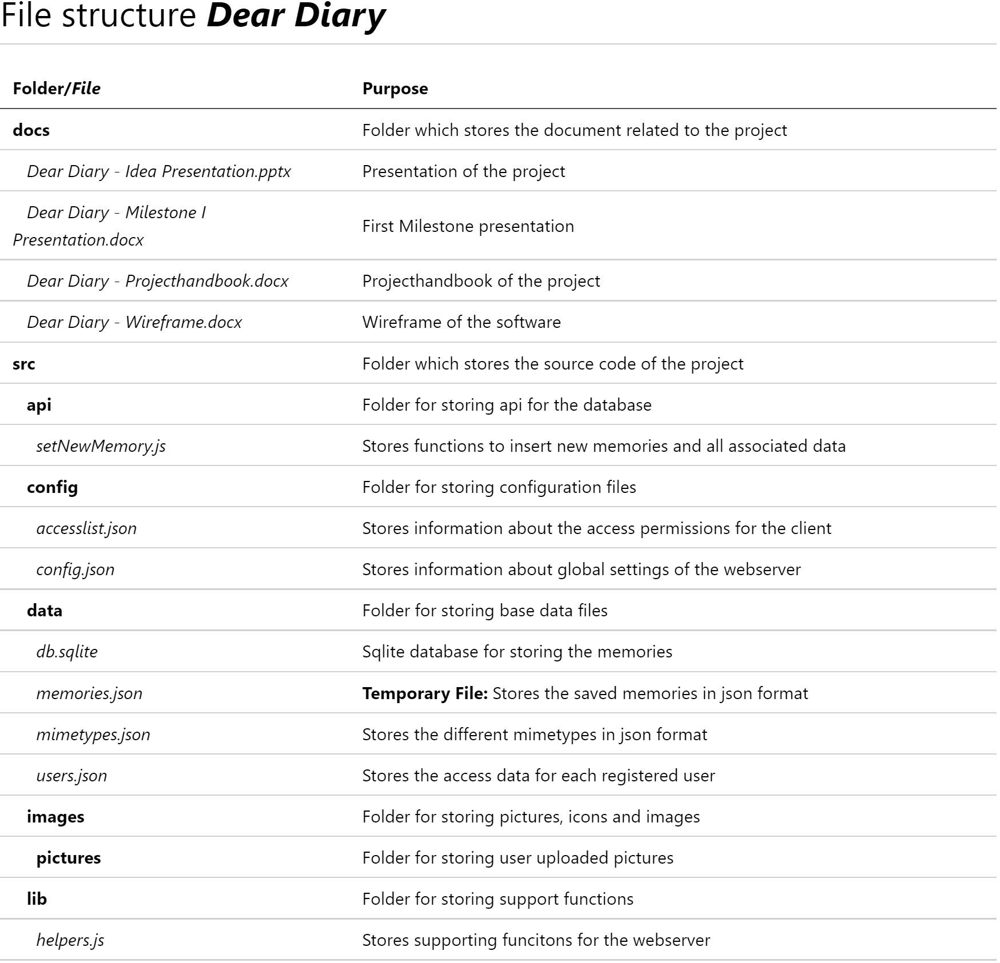 File structure Dear Diary
Folder/File Purpose
docs Folder which stores the document related to the project
Dear Diary - Idea Presentation.pptx Presentation of the project
Dear Diary - Milestone I
Presentation.docx First Milestone presentation
Dear Diary - Projecthandbook.docx Projecthandbook of the project
Dear Diary - Wireframe.docx Wireframe of the software
src Folder which stores the source code of the project
api Folder for storing api for the database
setNewMemory.js Stores functions to insert new memories and all associated data
config Folder for storing configuration files
accesslist.json Stores information about the access permissions for the client
config.json Stores information about global settings of the webserver
data Folder for storing base data files
db.sqlite Sqlite database for storing the memories
memories.json Temporary File: Stores the saved memories in json format
mimetypes.json Stores the different mimetypes in json format
users.json Stores the access data for each registered user
images Folder for storing pictures, icons and images
pictures Folder for storing user uploaded pictures
lib Folder for storing support functions
helpers.js Stores supporting funcitons for the webserver